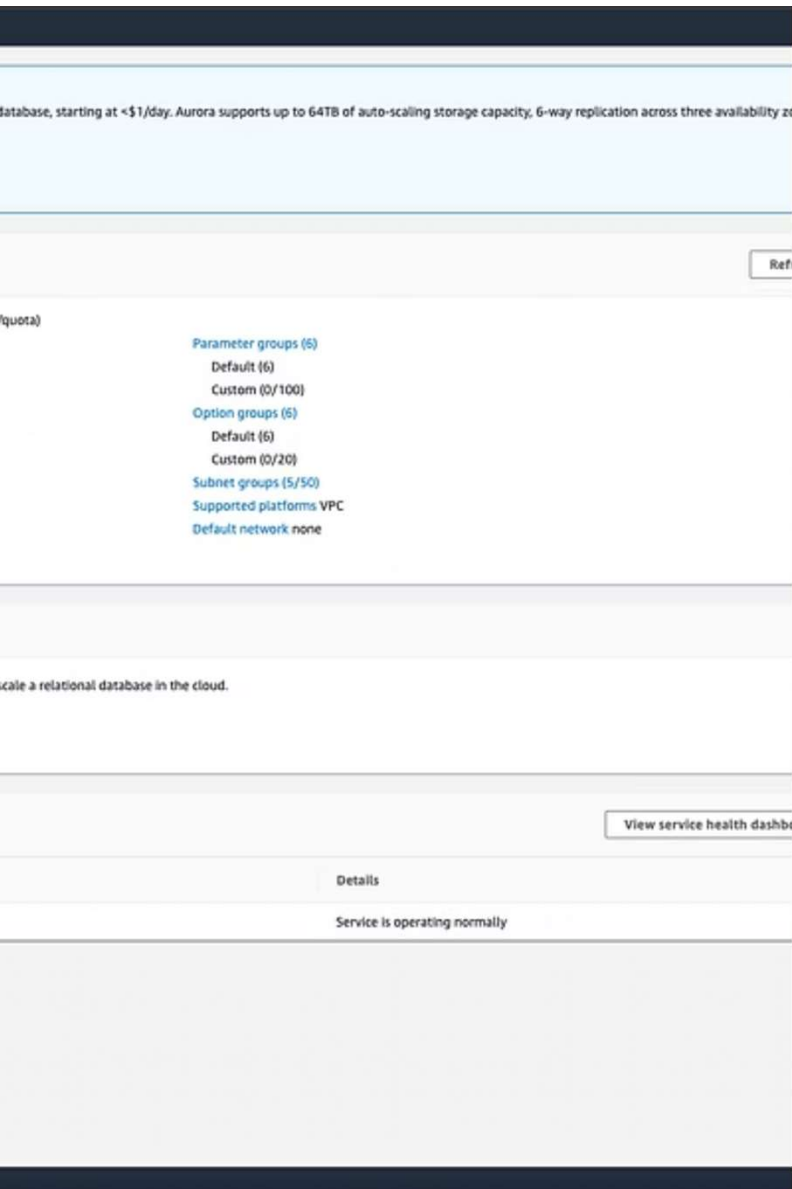 database, starting at <$1/day. Aurora supports up to 64TB of auto-scaling storage capacity, 6-way replication across three availability
Ref
/quota)
Parameter groups (6)
Default (6)
Custom (0/100)
Option groups (6)
Default (6)
Custom (0/20)
Subnet groups (5/50)
Supported platforms VPC
Default network none
scale a relational database in the cloud.
View service health dashbo
Details
Service is operating normally